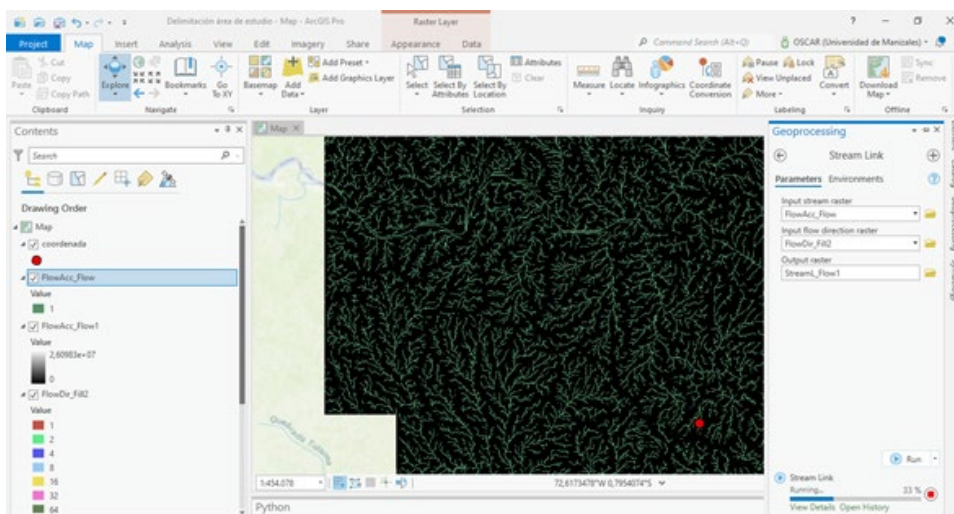 Delimitación área de estudio - Map - ArcGIS Pro
Raster Layer
?
Project Map Insert Analysis View Edit Imagery Share Appearance Data
Command Search (Alt+Q)
OSCAR (Universidad de Manizales)
Paste
Cut
Copy
Copy Path
Clipboard
Explore
Bookmarks
Go To XY
Navigate
Basemap
Add Data
Add Preset
Add Graphics Layer
Layer
Select
Select By Attributes
Select By Location
Attributes
Clear
Selection
Measure
Locate
Infographics
Coordinate Conversion
Inquiry
Pause
Lock
View Unplaced
More
Convert
Labeling
Download Map
Sync
Remove
Offline
Contents
Search
Drawing Order
Map
coordenada
FlowAcc_Flow
Value
1
FlowAcc_Flow1
Value
2,60983e+07
0
FlowDir_Fill2
Value
1
2
4
8
16
32
64
Map
Quebrada
1:454.078
72,6173478°W 0,7954074°S
Python
Geoprocessing
Stream Link
Parameters Environments
Input stream raster
FlowAcc_Flow
Input flow direction raster
FlowDir_Fill2
Output raster
StreamL_Flow1
Run
Stream Link
Running...
33 %
View Details Open History